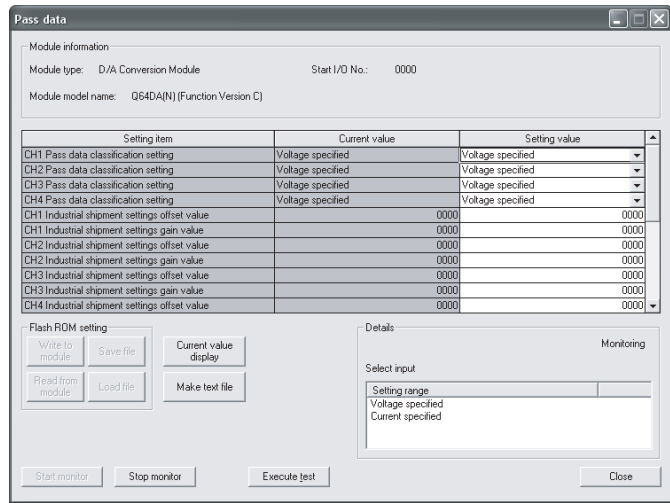 Pass data
Module information
Module type: D/A Conversion Module Start I/O No.: 0000
Module model name: Q64DA(N) (Function Version C)
Setting item Current value Setting value
CH1 Pass data classification setting Voltage specified Voltage specified
CH2 Pass data classification setting Voltage specified Voltage specified
CH3 Pass data classification setting Voltage specified Voltage specified
CH4 Pass data classification setting Voltage specified Voltage specified
CH1 Industrial shipment settings offset value 0000 0000
CH1 Industrial shipment settings gain value 0000 0000
CH2 Industrial shipment settings offset value 0000 0000
CH2 Industrial shipment settings gain value 0000 0000
CH3 Industrial shipment settings offset value 0000 0000
CH3 Industrial shipment settings gain value 0000 0000
CH4 Industrial shipment settings offset value 0000 0000
Flash ROM setting
Write to module
Save file
Current value display
Read from module
Load file
Make text file
Details
Monitoring
Select input
Setting range
Voltage specified
Current specified
Start monitor
Stop monitor
Execute test
Close